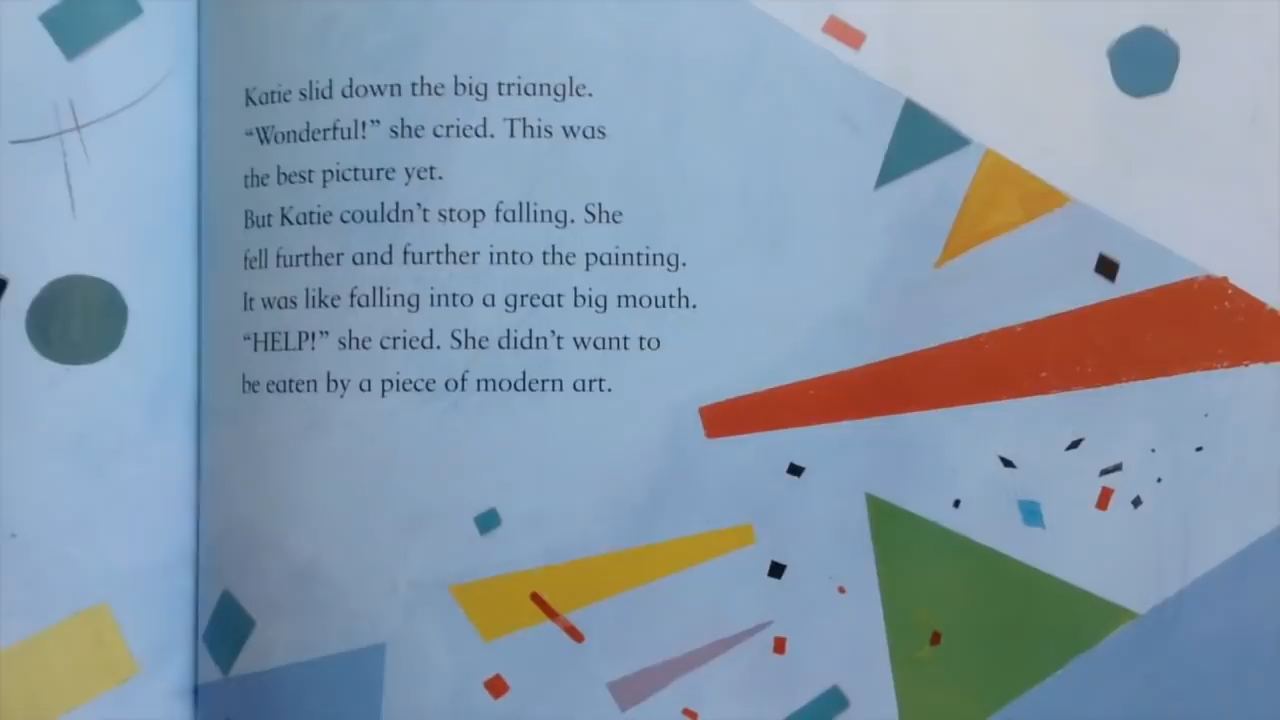 Katie slid down the big triangle.
“Wonderful!” she cried. This was
the best picture yet.
But Katie couldn’t stop falling. She
fell further and further into the painting.
It was like falling into a great big mouth.
“HELP!” she cried. She didn’t want to
be eaten by a piece of modern art.